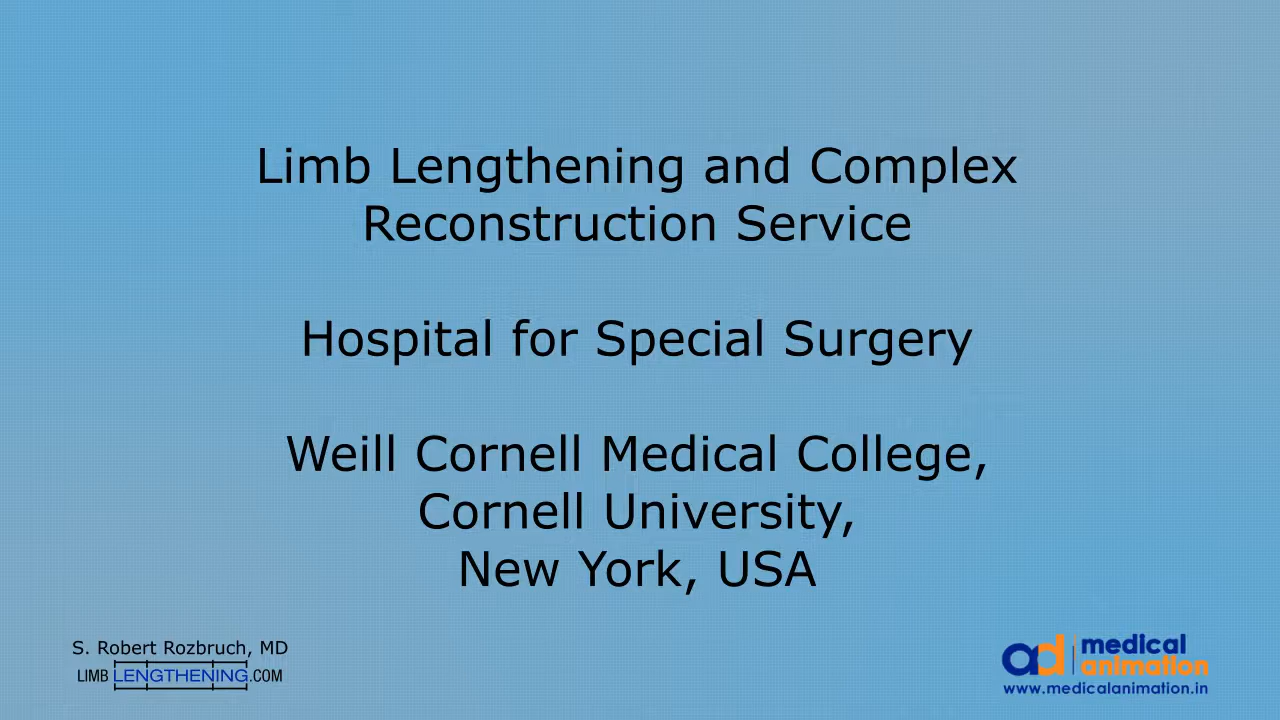 Limb Lengthening and Complex
Reconstruction Service
Hospital for Special Surgery
Weill Cornell Medical College,
Cornell University,
New York, USA
S. Robert Rozbruch, MD
LIMB LENGTHENING.COM
ad medical
animation
www.medicalanimation.in